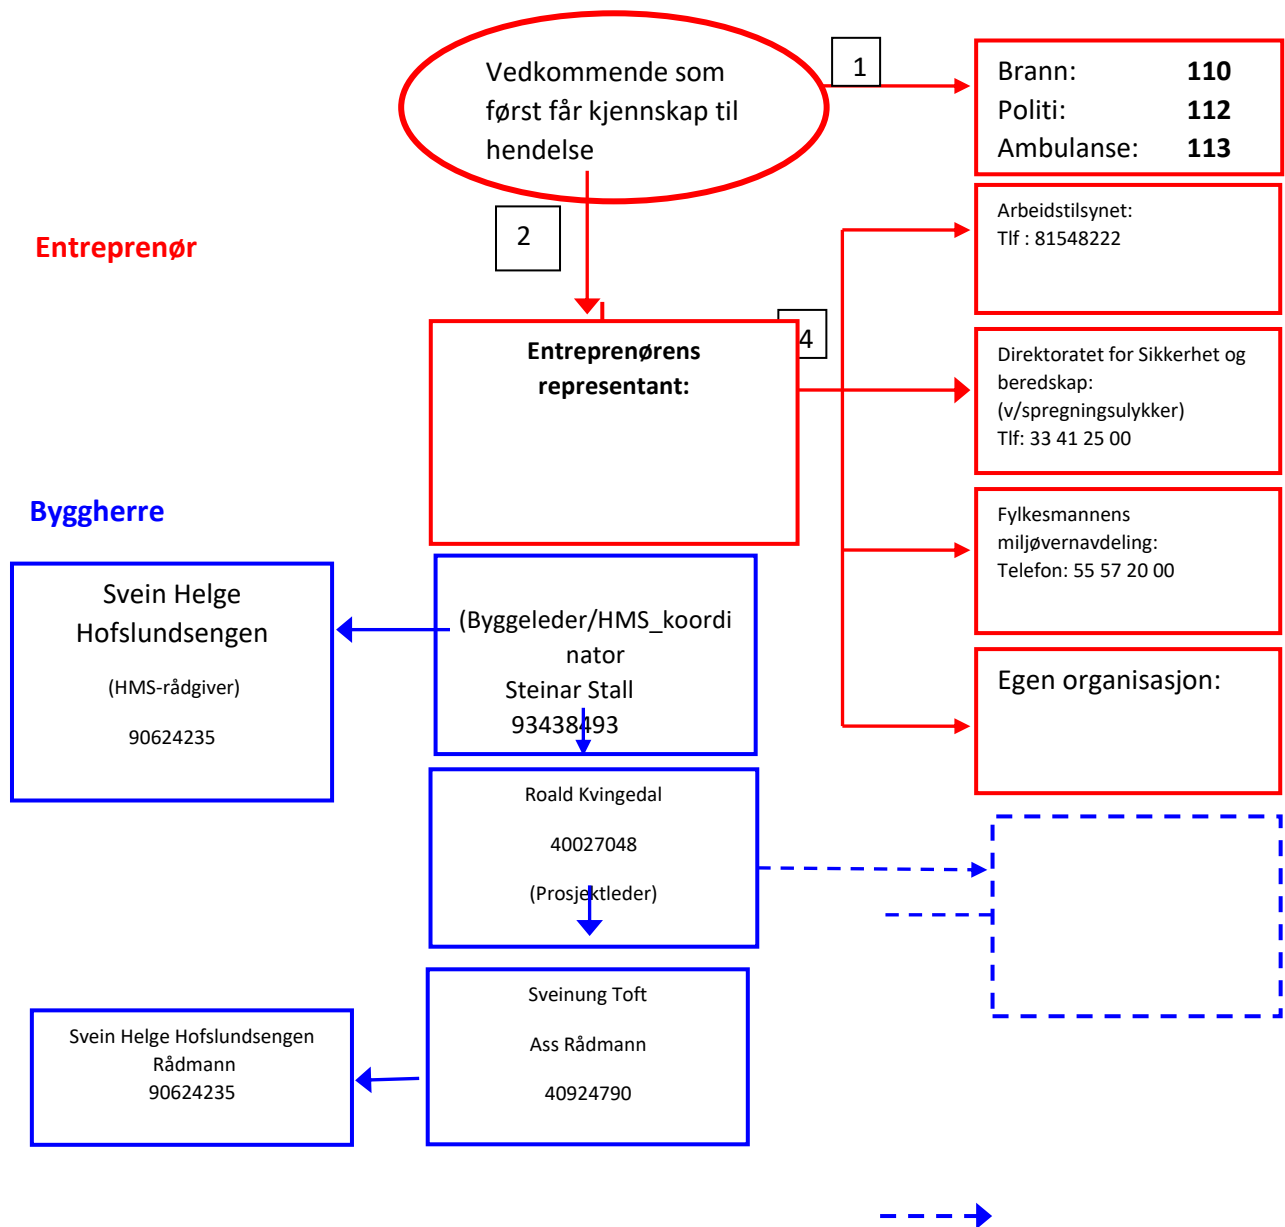 Vedkommende som
først får kjennskap til
hendelse
1
Brann: 110
Politi: 112
Ambulanse: 113
2
Entreprenør
Arbeidstilsynet:
Tlf : 81548222
4
Entreprenørens
representant:
Direktoratet for Sikkerhet og
beredskap:
(v/spregningsulykker)
Tlf: 33 41 25 00
Byggherre
Fylkesmannens
miljøvernavdeling:
Telefon: 55 57 20 00
Svein Helge
Hofslundsengen
(HMS-rådgiver)
90624235
(Byggeleder/HMS_koordi
nator
Steinar Stall
93438493
Egen organisasjon:
Roald Kvingedal
40027048
(Prosjektleder)
Sveinung Toft
Ass Rådmann
40924790
Svein Helge Hofslundsengen
Rådmann
90624235